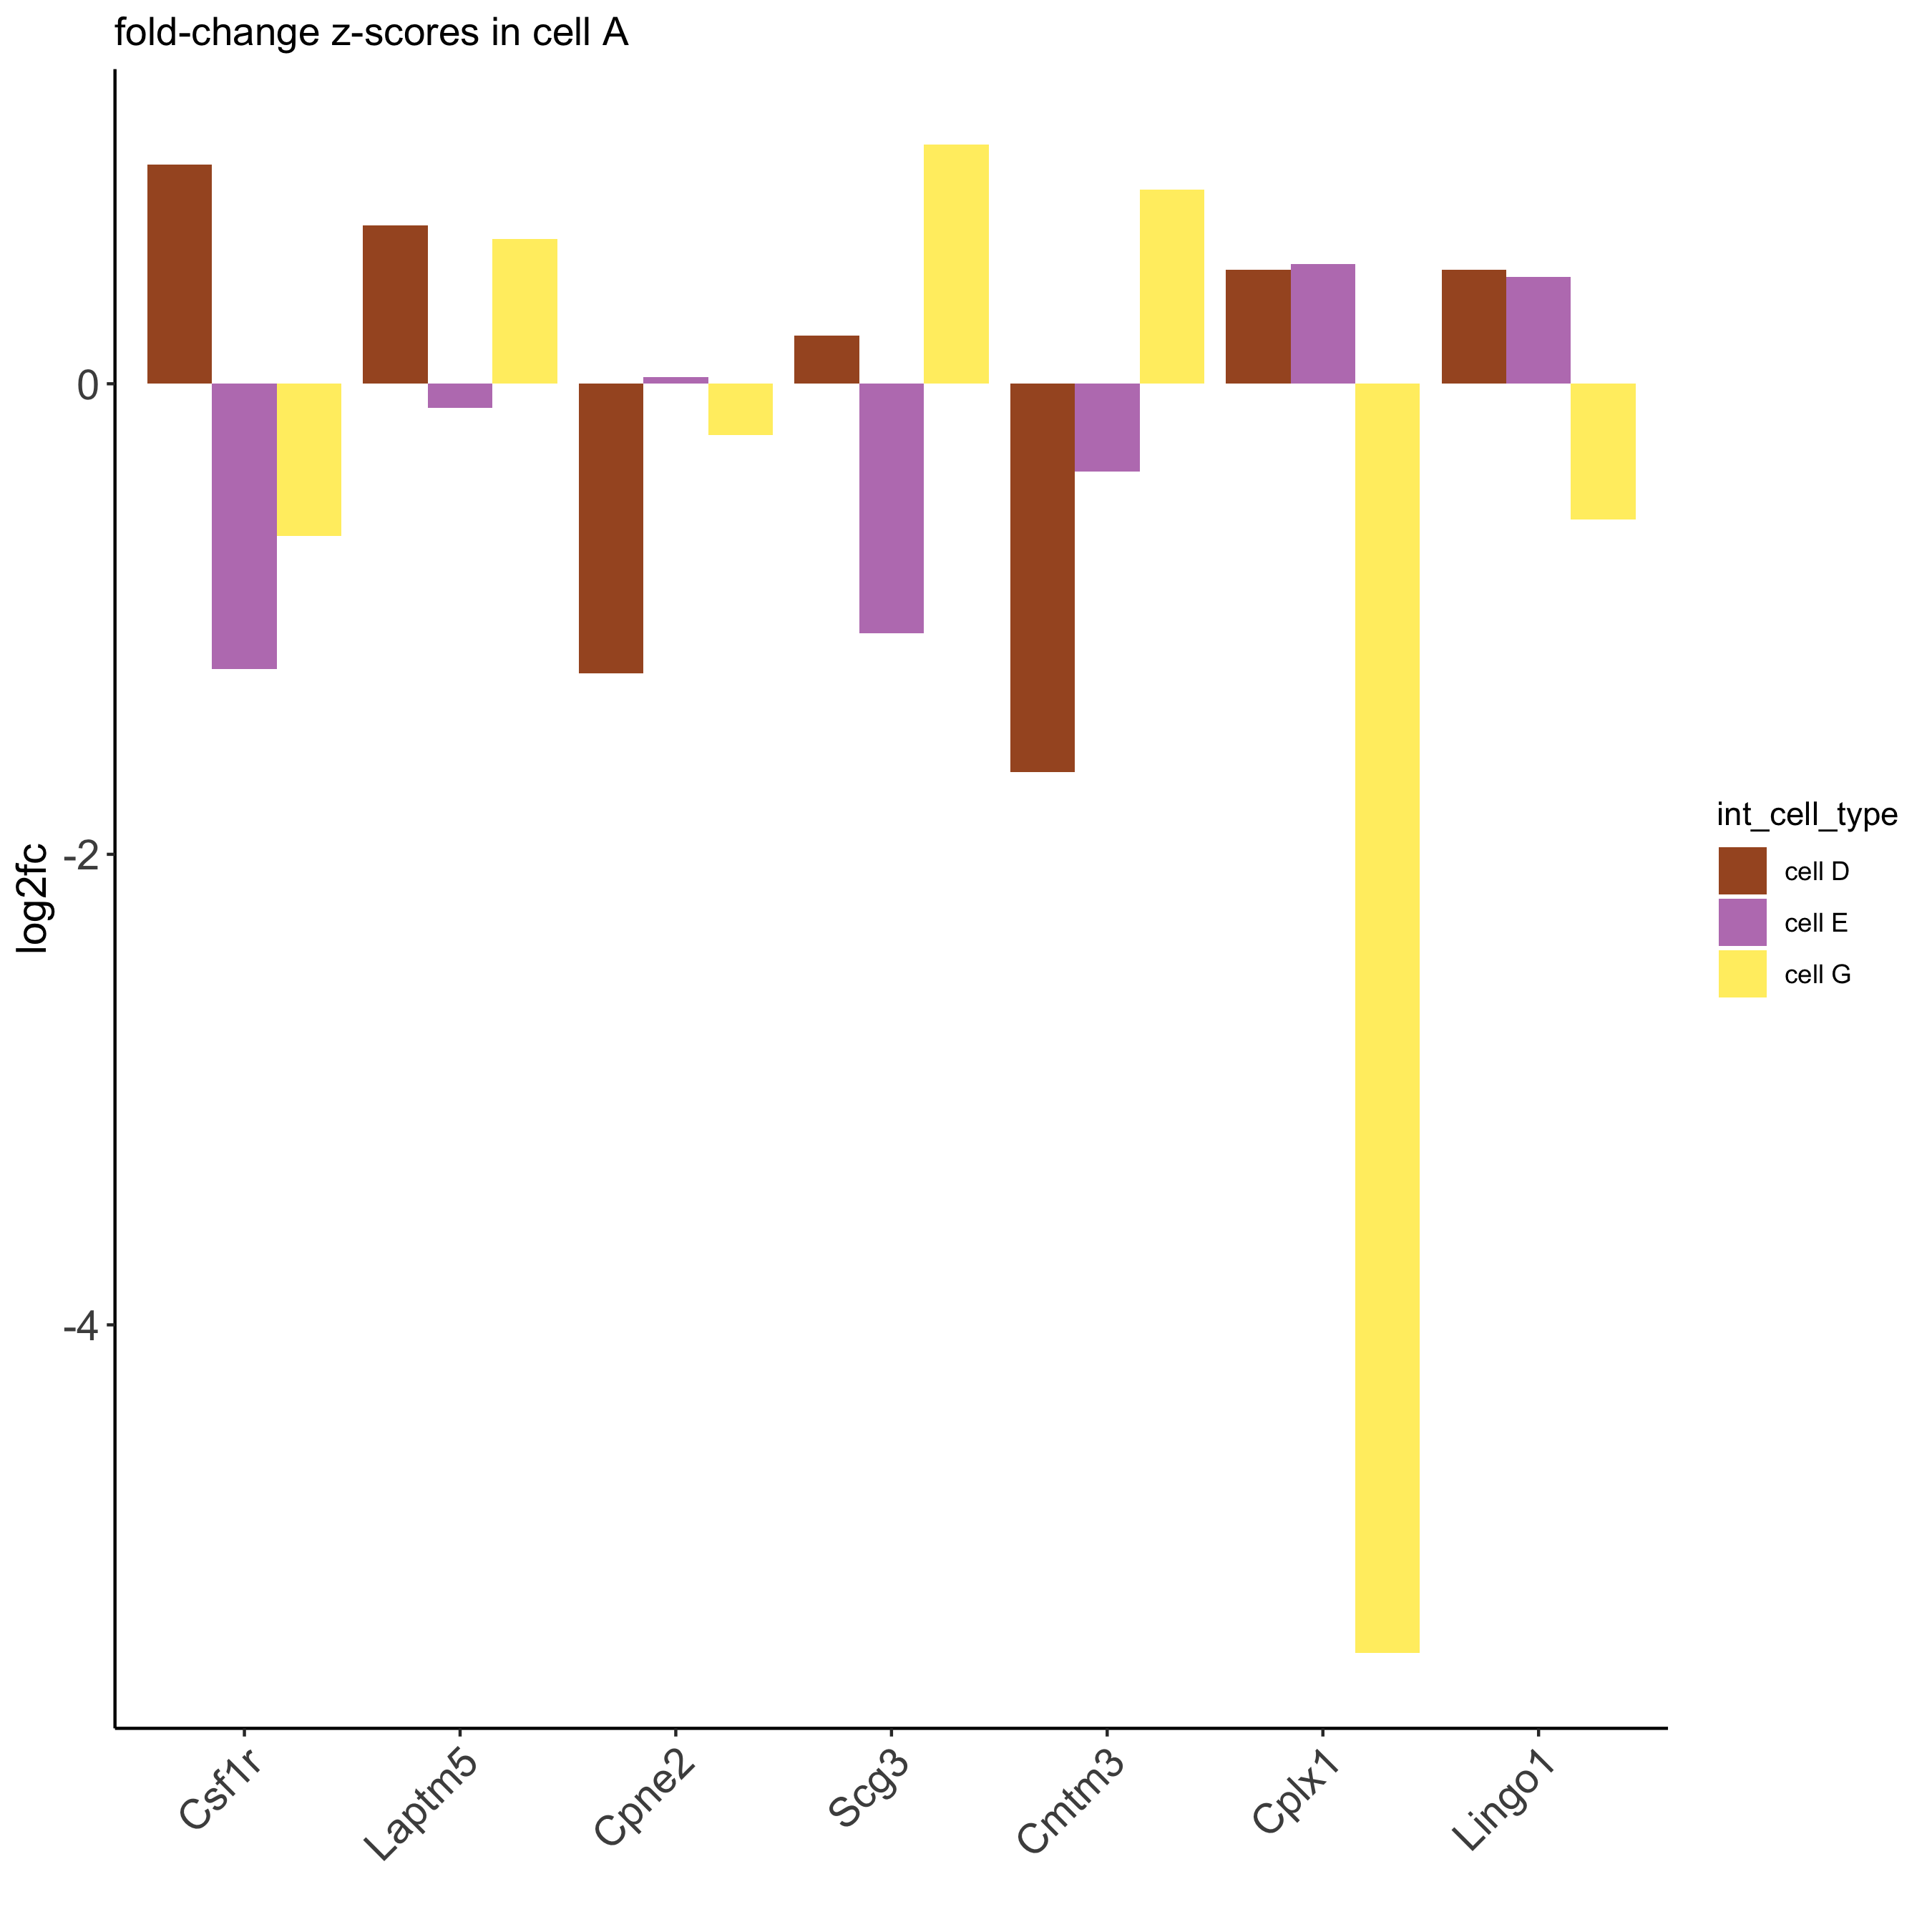 fold-change z-scores in cell A
log2fc
0
-2
-4
Csf1r
Laptm5
Cpne2
Scg3
Cmtm3
Cplx1
Lingo1
int_cell_type
cell D
cell E
cell G